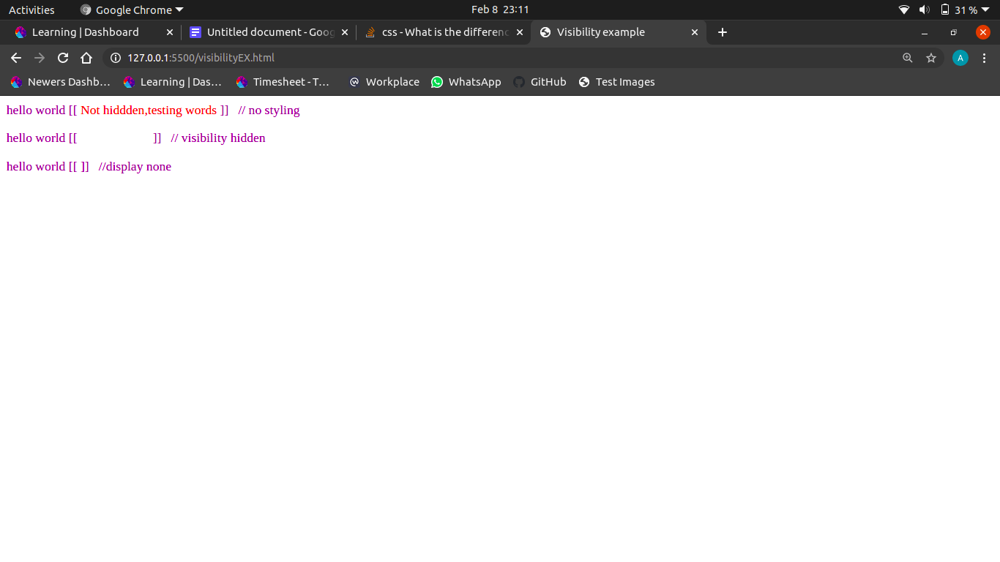 Activities Google Chrome Feb 8 23:11 31 %
Learning | Dashboard Untitled document - Goog css - What is the differenc Visibility example
127.0.0.1:5500/visibilityEX.html A
Newers Dashb… Learning | Das… Timesheet - T… Workplace WhatsApp GitHub Test Images
hello world [[ Not hiddden,testing words ]] // no styling
hello world [[ ]] // visibility hidden
hello world [[ ]] //display none